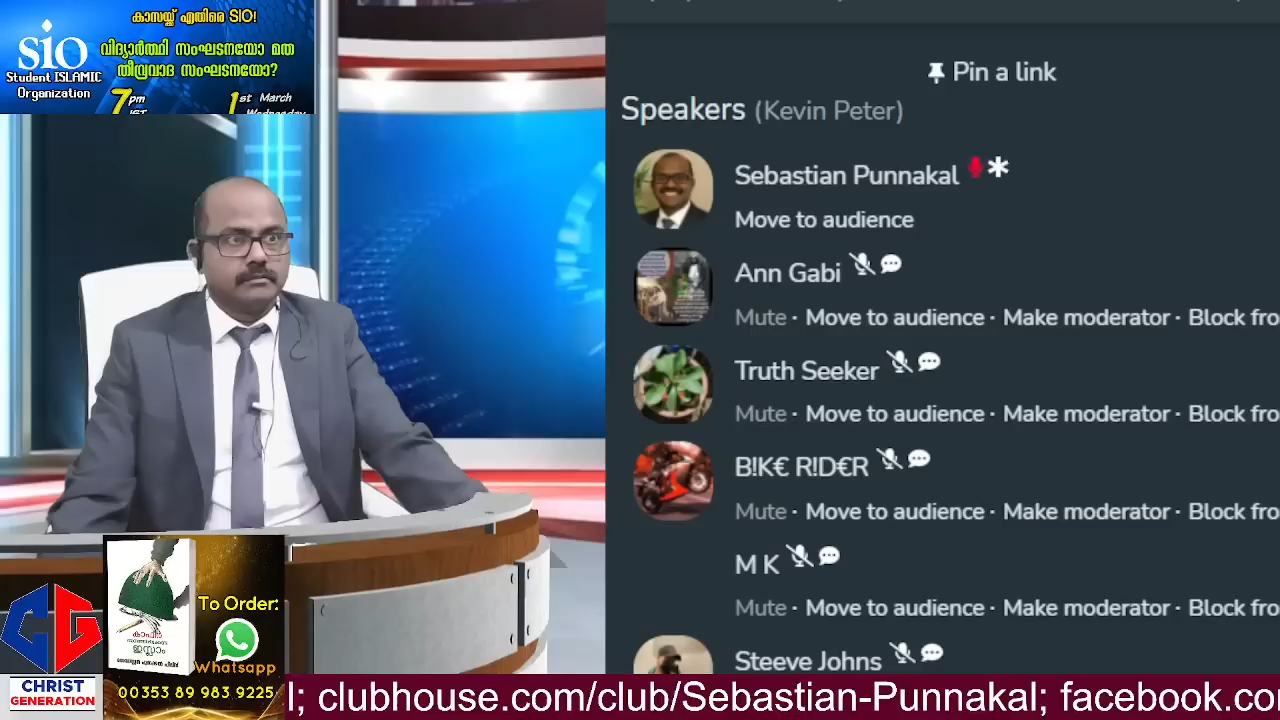 കാസയ്ക്ക് എതിരെ SIO!
sio
Student ISLAMIC
Organization
വിദ്യാർത്ഥി സംഘടനയോ മത
തീവ്രവാദ സംഘടനയോ?
7pm
1st March
Pin a link
Speakers (Kevin Peter)
Sebastian Punnakal
Move to audience
Ann Gabi
Mute · Move to audience · Make moderator · Block fro
Truth Seeker
Mute · Move to audience · Make moderator · Block fro
B!K€ R!D€R
Mute · Move to audience · Make moderator · Block fro
M K
Mute · Move to audience · Make moderator · Block fro
Steeve Johns
CG
CHRIST
GENERATION
ഇസ്ലാം
To Order:
Whatsapp
00353 89 983 9225
l; clubhouse.com/club/Sebastian-Punnakal; facebook.co